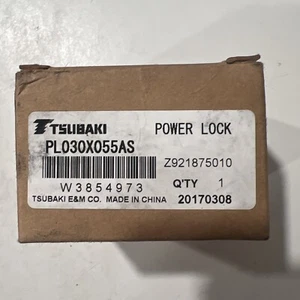 TSUBAKI POWER LOCK
PL030X055AS
Z921875010
W3854973 Q'TY 1
TSUBAKI E&M CO. MADE IN CHINA 20170308